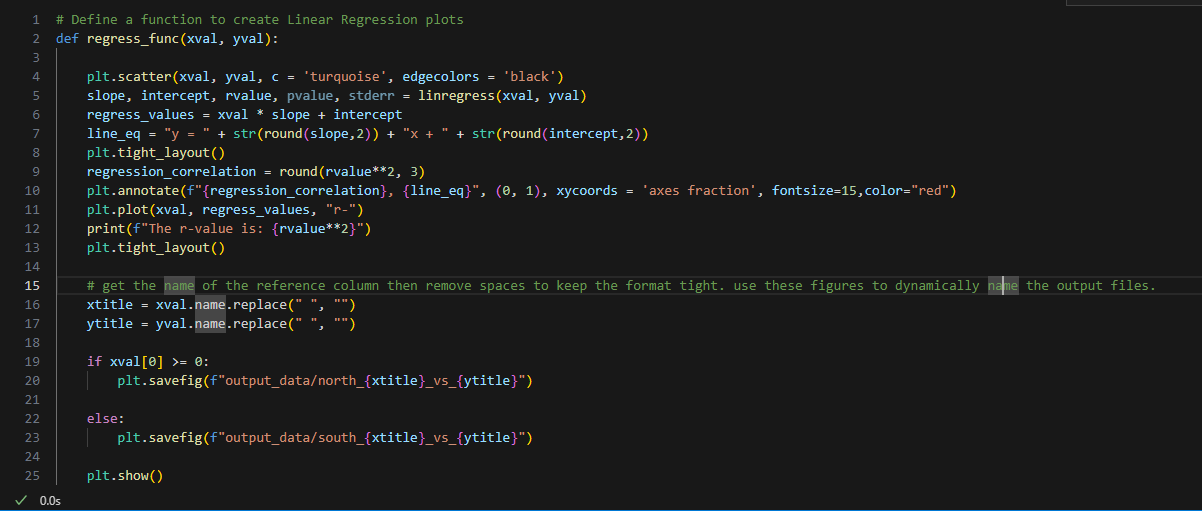 1 # Define a function to create Linear Regression plots
2 def regress_func(xval, yval):
3
4     plt.scatter(xval, yval, c = 'turquoise', edgecolors = 'black')
5     slope, intercept, rvalue, pvalue, stderr = linregress(xval, yval)
6     regress_values = xval * slope + intercept
7     line_eq = "y = " + str(round(slope,2)) + "x + " + str(round(intercept,2))
8     plt.tight_layout()
9     regression_correlation = round(rvalue**2, 3)
10     plt.annotate(f"{regression_correlation}, {line_eq}", (0, 1), xycoords = 'axes fraction', fontsize=15,color="red")
11     plt.plot(xval, regress_values, "r-")
12     print(f"The r-value is: {rvalue**2}")
13     plt.tight_layout()
14
15     # get the name of the reference column then remove spaces to keep the format tight. use these figures to dynamically name the output files.
16     xtitle = xval.name.replace(" ", "")
17     ytitle = yval.name.replace(" ", "")
18
19     if xval[0] >= 0:
20         plt.savefig(f"output_data/north_{xtitle}_vs_{ytitle}")
21
22     else:
23         plt.savefig(f"output_data/south_{xtitle}_vs_{ytitle}")
24
25     plt.show()
✓ 0.0s